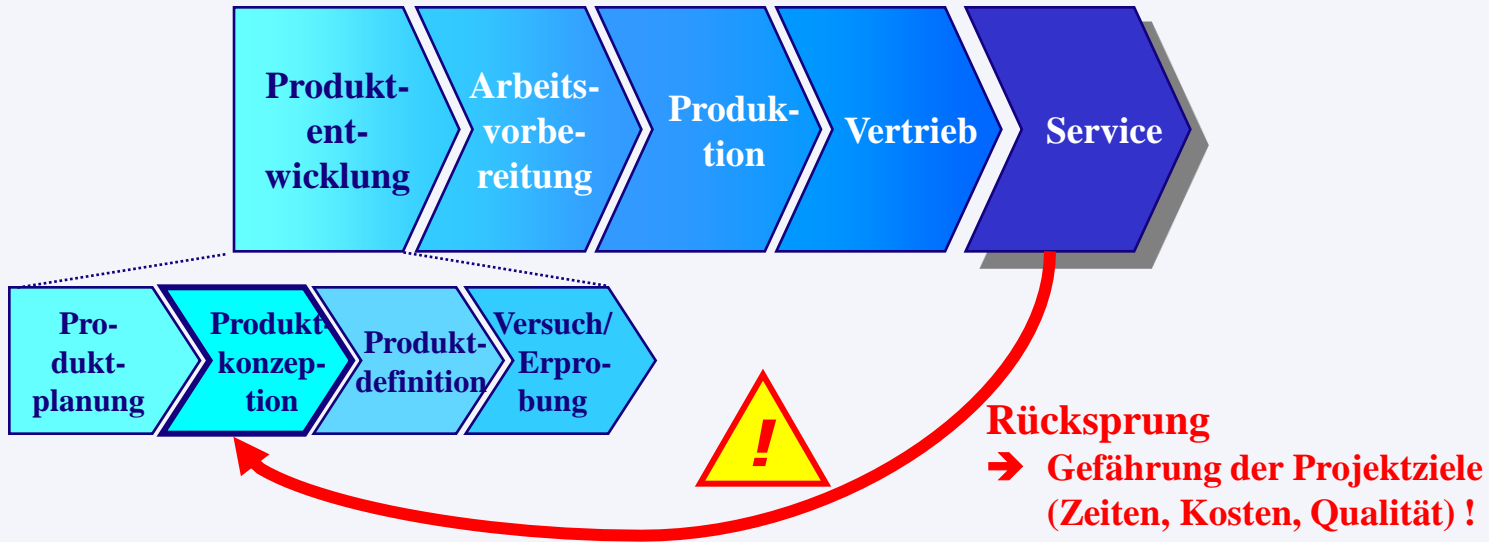 Produkt-
ent-
wicklung
Arbeits-
vorbe-
reitung
Produk-
tion
Vertrieb
Service
Pro-
dukt-
planung
Produkt-
konzep-
tion
Produkt-
definition
Versuch/
Erpro-
bung
!
Rücksprung
➔ Gefährung der Projektziele
(Zeiten, Kosten, Qualität) !